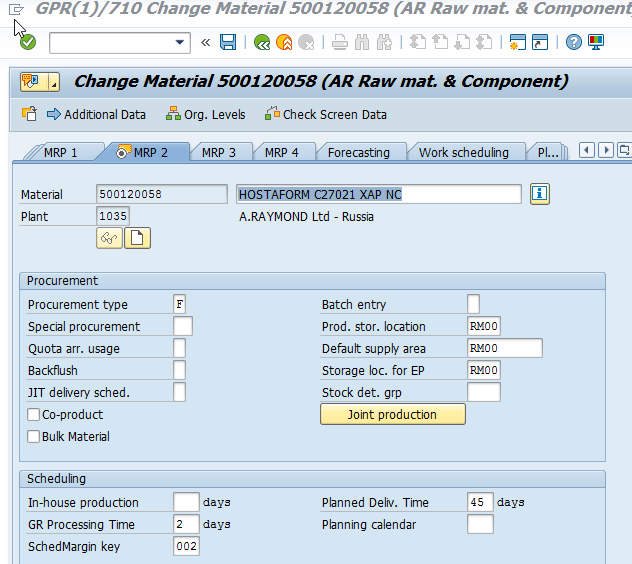 GPR(1)/710 Change Material 500120058 (AR Raw mat. & Component
Change Material 500120058 (AR Raw mat. & Component)
Additional Data Org. Levels Check Screen Data
MRP 1 MRP 2 MRP 3 MRP 4 Forecasting Work scheduling Pl...
Material 500120058 HOSTAFORM C27021 XAP NC
Plant 1035 A.RAYMOND Ltd - Russia
Procurement
Procurement type F Batch entry
Special procurement Prod. stor. location RM00
Quota arr. usage Default supply area RM00
Backflush Storage loc. for EP RM00
JIT delivery sched. Stock det. grp
Co-product Joint production
Bulk Material
Scheduling
In-house production days Planned Deliv. Time 45 days
GR Processing Time 2 days Planning calendar
SchedMargin key 002